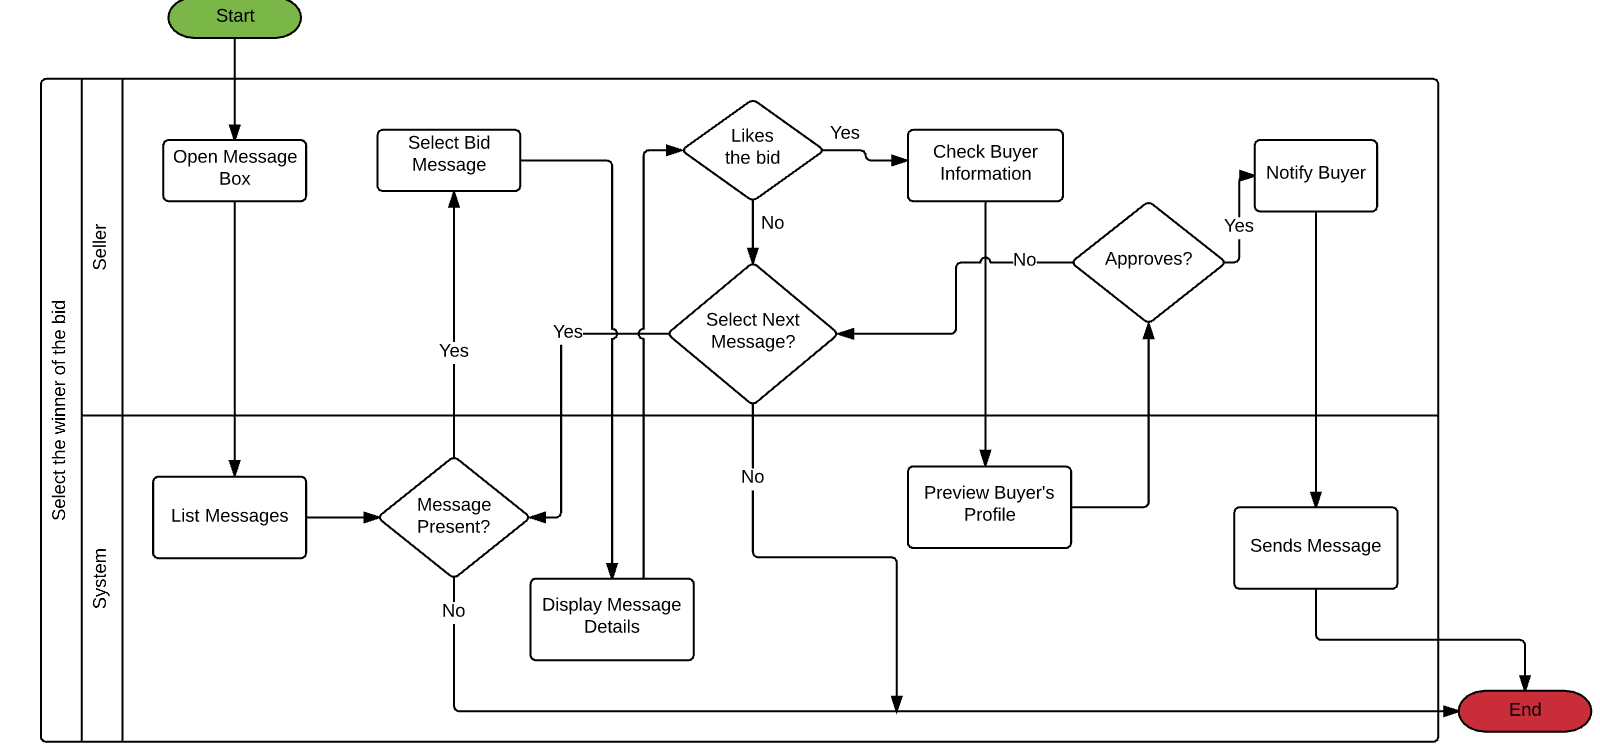 Start
Select the winner of the bid
Seller
System
Open Message
Box
Select Bid
Message
Likes
the bid
Yes
Check Buyer
Information
Notify Buyer
No
Yes
Approves?
No
Select Next
Message?
Yes
Yes
List Messages
Message
Present?
No
Preview Buyer's
Profile
Sends Message
Display Message
Details
No
End